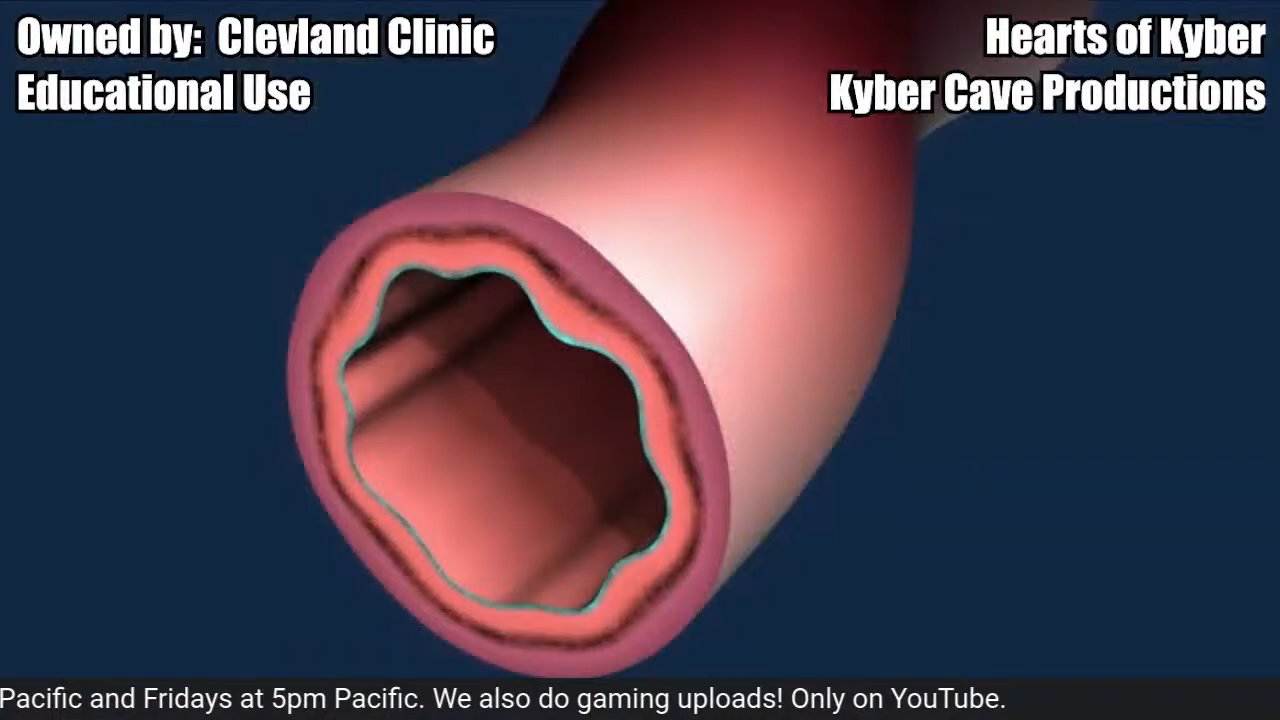 Owned by: Clevland Clinic
Educational Use
Hearts of Kyber
Kyber Cave Productions
Pacific and Fridays at 5pm Pacific. We also do gaming uploads! Only on YouTube.